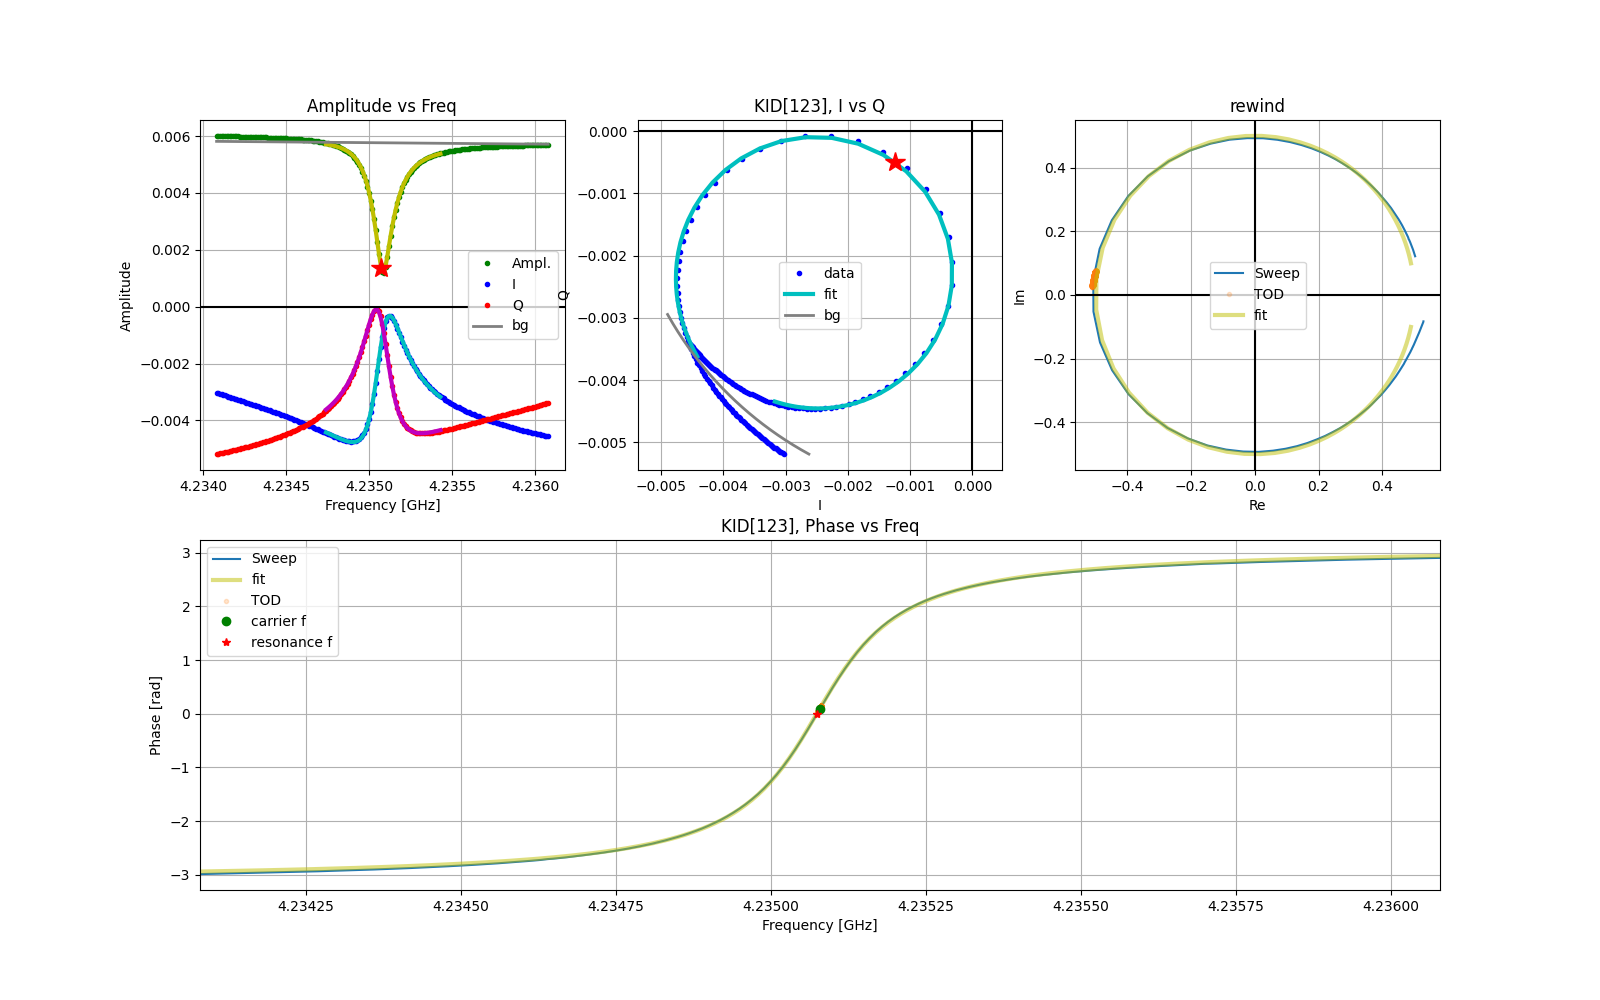 Amplitude vs Freq
Amplitude
0.006
0.004
0.002
0.000
−0.002
−0.004
Ampl.
I
Q
bg
4.2340 4.2345 4.2350 4.2355 4.2360
Frequency [GHz]
KID[123], I vs Q
Q
0.000
−0.001
−0.002
−0.003
−0.004
−0.005
data
fit
bg
−0.005 −0.004 −0.003 −0.002 −0.001 0.000
I
rewind
Im
0.4
0.2
0.0
−0.2
−0.4
Sweep
TOD
fit
−0.4 −0.2 0.0 0.2 0.4
Re
KID[123], Phase vs Freq
Phase [rad]
3
2
1
0
−1
−2
−3
Sweep
fit
TOD
carrier f
resonance f
4.23425 4.23450 4.23475 4.23500 4.23525 4.23550 4.23575 4.23600
Frequency [GHz]